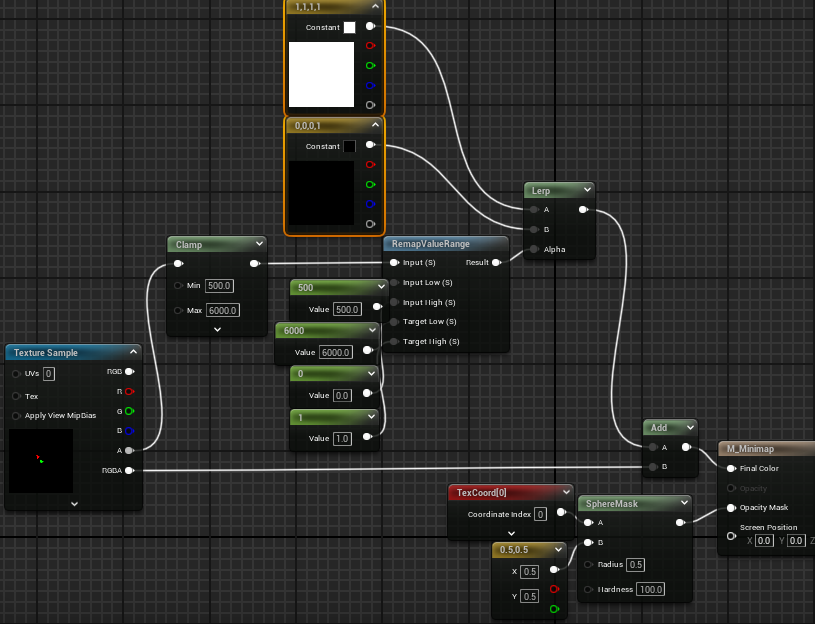 1,1,1,1
Constant
0,0,0,1
Constant
Lerp
A
B
Alpha
Clamp
Min 500.0
Max 6000.0
RemapValueRange
Input (S) Result
Input Low (S)
Input High (S)
Target Low (S)
Target High (S)
500
Value 500.0
6000
Value 6000.0
0
Value 0.0
1
Value 1.0
Texture Sample
UVs 0 RGB
R
Tex
G
Apply View MipBias
B
A
RGBA
Add
A
B
M_Minimap
Final Color
Opacity
Opacity Mask
Screen Position
X 0.0 Y 0.0 Z
TexCoord[0]
Coordinate Index 0
SphereMask
A
B
Radius 0.5
Hardness 100.0
0.5,0.5
X 0.5
Y 0.5